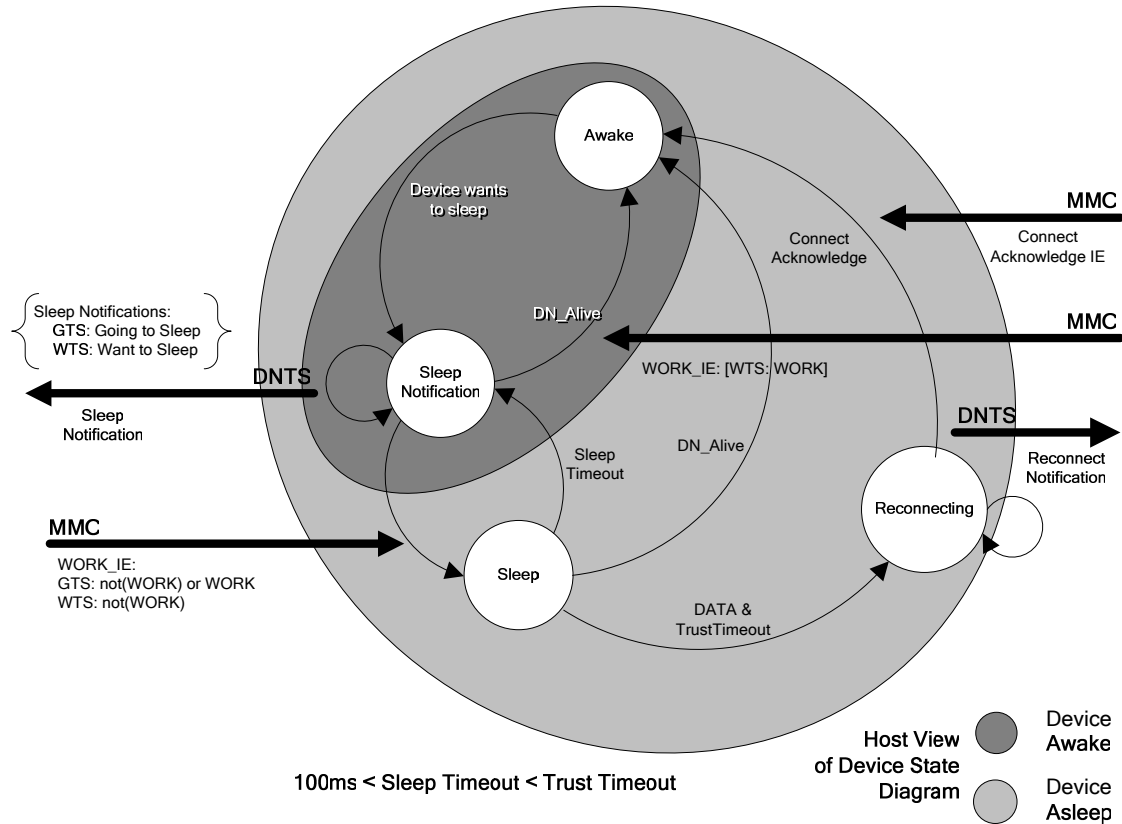 Awake
Device wants
to sleep
MMC
Connect
Acknowledge
Connect
Acknowledge IE
Sleep Notifications:
GTS: Going to Sleep
WTS: Want to Sleep
DN_Alive
MMC
WORK_IE: [WTS: WORK]
DNTS
Sleep
Notification
Sleep
Notification
DNTS
Reconnect
Notification
Sleep
Timeout
DN_Alive
Reconnecting
MMC
WORK_IE:
GTS: not(WORK) or WORK
WTS: not(WORK)
Sleep
DATA &
TrustTimeout
Host View
of Device State
Diagram
Device
Awake
Device
Asleep
100ms < Sleep Timeout < Trust Timeout